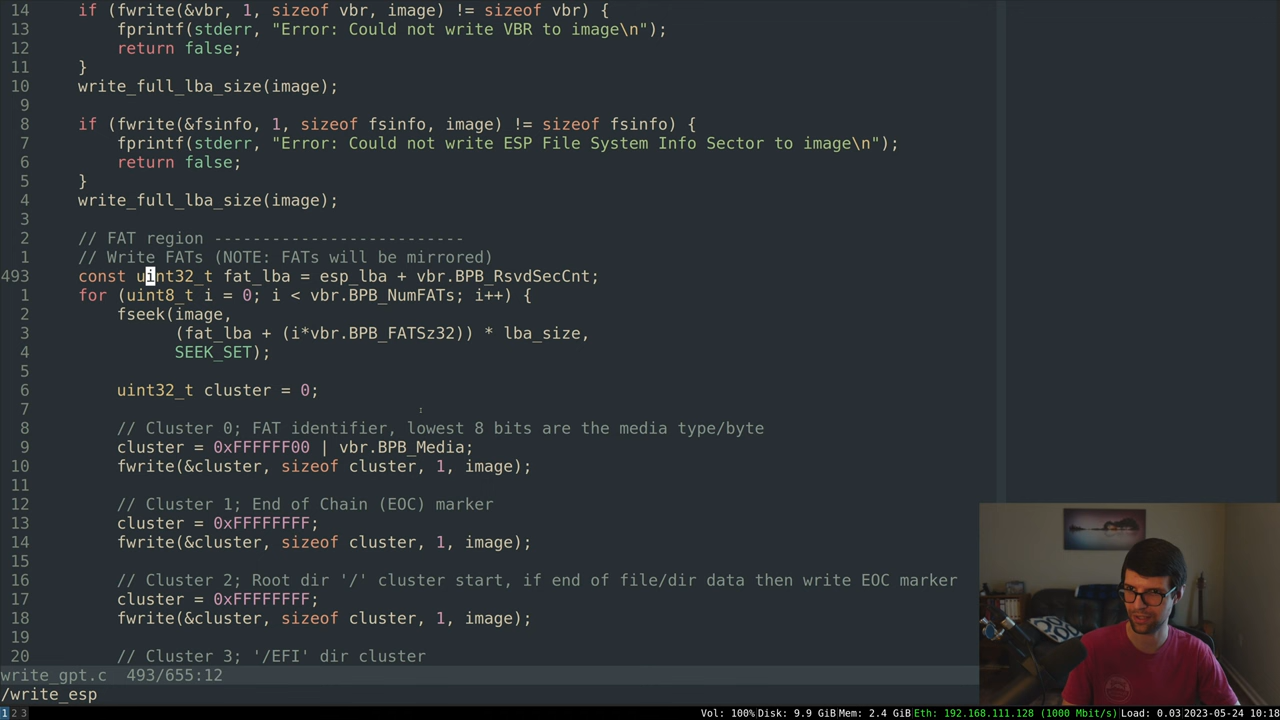 14     if (fwrite(&vbr, 1, sizeof vbr, image) != sizeof vbr) {
13         fprintf(stderr, "Error: Could not write VBR to image\n");
12         return false;
11     }
10     write_full_lba_size(image);
9
8     if (fwrite(&fsinfo, 1, sizeof fsinfo, image) != sizeof fsinfo) {
7         fprintf(stderr, "Error: Could not write ESP File System Info Sector to image\n");
6         return false;
5     }
4     write_full_lba_size(image);
3
2     // FAT region --------------------------
1     // Write FATs (NOTE: FATs will be mirrored)
493     const uint32_t fat_lba = esp_lba + vbr.BPB_RsvdSecCnt;
1     for (uint8_t i = 0; i < vbr.BPB_NumFATs; i++) {
2         fseek(image,
3               (fat_lba + (i*vbr.BPB_FATSz32)) * lba_size,
4               SEEK_SET);
5
6         uint32_t cluster = 0;
7
8         // Cluster 0; FAT identifier, lowest 8 bits are the media type/byte
9         cluster = 0xFFFFFF00 | vbr.BPB_Media;
10         fwrite(&cluster, sizeof cluster, 1, image);
11
12         // Cluster 1; End of Chain (EOC) marker
13         cluster = 0xFFFFFFFF;
14         fwrite(&cluster, sizeof cluster, 1, image);
15
16         // Cluster 2; Root dir '/' cluster start, if end of file/dir data then write EOC marker
17         cluster = 0xFFFFFFFF;
18         fwrite(&cluster, sizeof cluster, 1, image);
19
20         // Cluster 3; '/EFI' dir cluster
write_gpt.c  493/655:12
/write_esp
1 2 3 Vol: 100% Disk: 9.9 GiB Mem: 2.4 GiB Eth: 192.168.111.128 (1000 Mbit/s) Load: 0.03 2023-05-24 10:18